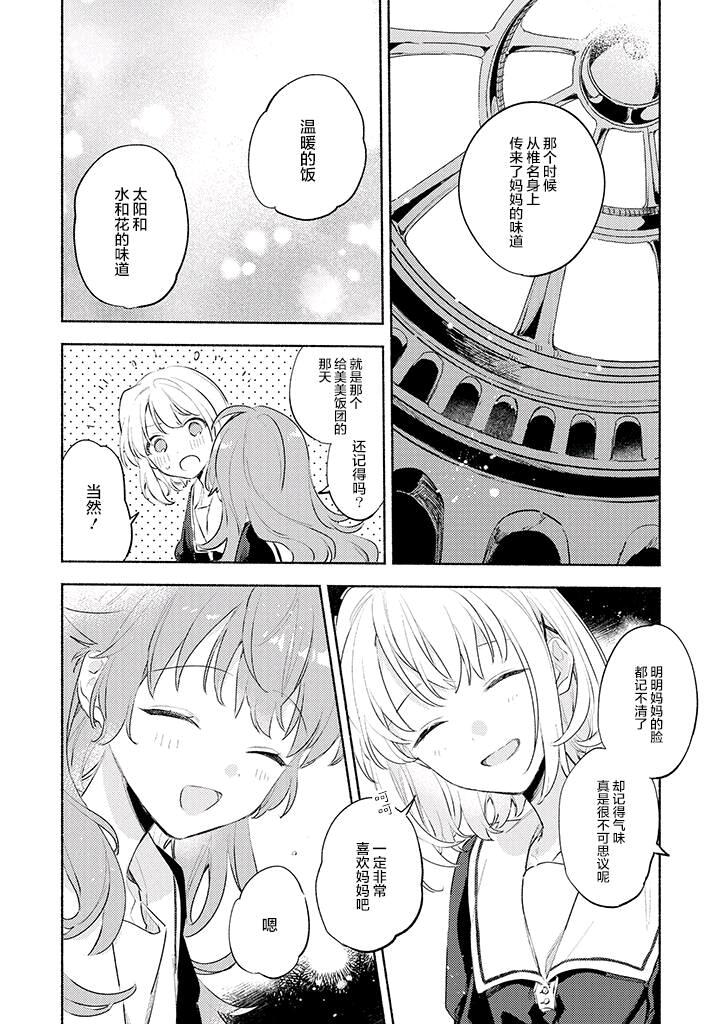 那个时候
从椎名身上
传来了妈妈的味道
温暖的饭
太阳和
水和花的味道
就是那个
给美美饭团的
那天
还记得吗？
当然！
明明妈妈的脸
都记不清了
却记得气味
真是很不可思议呢
呵呵
一定非常
喜欢妈妈吧
嗯